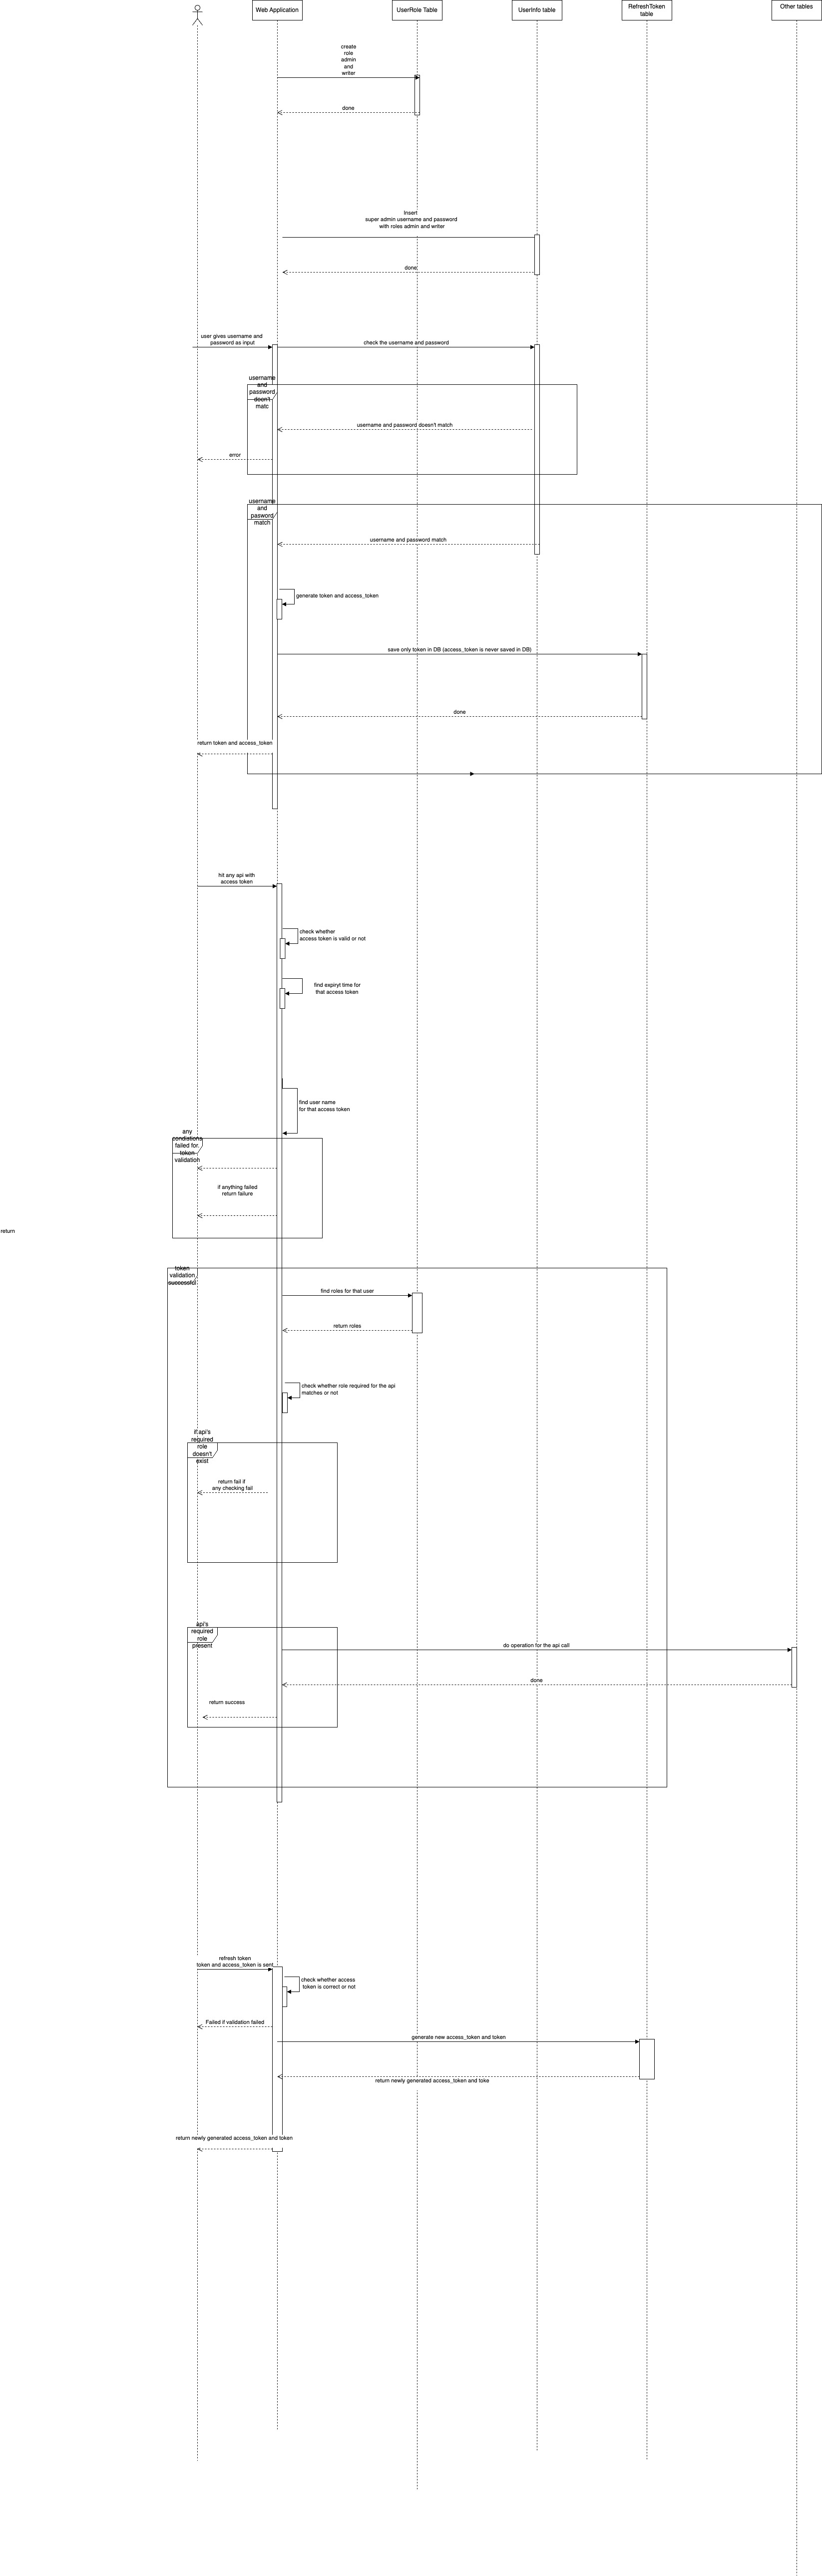 Web Application
UserRole Table
UserInfo table
RefreshToken
table
Other tables
create
role
admin
and
writer
done
Insert
super admin username and password
with roles admin and writer
done
user gives username and
password as input
check the username and password
username
and
password
doen't
matc
username and password doesn't match
error
username
and
pasword
match
username and password match
generate token and access_token
save only token in DB (access_token is never saved in DB)
done
return token and access_token
hit any api with
access token
check whether
access token is valid or not
find expiryt time for
that access token
find user name
for that access token
any
condiations
failed for
token
validation
if anything failed
return failure
return
token
validation
successful
find roles for that user
return roles
check whether role required for the api
matches or not
if api's
required
role
doesn't
exist
return fail if
any checking fail
api's
required
role
present
do operation for the api call
done
return success
refresh token
token and access_token is sent
check whether access
token is correct or not
Failed if validation failed
generate new access_token and token
return newly generated access_token and toke
return newly generated access_token and token